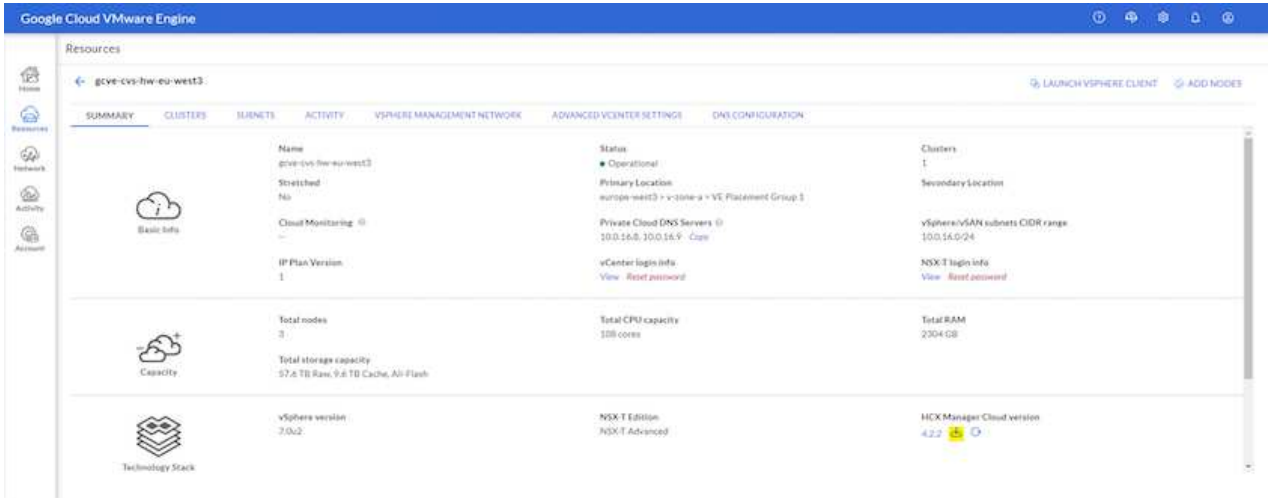 Google Cloud VMware Engine
Resources
Home
Resources
Network
Activity
Account
gcve-cvs-hw-eu-west3
LAUNCH VSPHERE CLIENT ADD NODES
SUMMARY CLUSTERS SUBNETS ACTIVITY VSPHERE MANAGEMENT NETWORK ADVANCED VCENTER SETTINGS DNS CONFIGURATION
Basic Info
Name
gcve-cvs-hw-eu-west3
Status
Operational
Clusters
1
Stretched
No
Primary Location
europe-west3 > v-zone-a > VE Placement Group 1
Secondary Location
Cloud Monitoring
--
Private Cloud DNS Servers
10.0.16.8, 10.0.16.9 Copy
vSphere/vSAN subnets CIDR range
10.0.16.0/24
IP Plan Version
1
vCenter login info
View Reset password
NSX-T login info
View Reset password
Capacity
Total nodes
3
Total CPU capacity
108 cores
Total RAM
2304 GB
Total storage capacity
57.6 TB Raw, 9.6 TB Cache, All-Flash
Technology Stack
vSphere version
7.0u2
NSX-T Edition
NSX-T Advanced
HCX Manager Cloud version
4.2.2